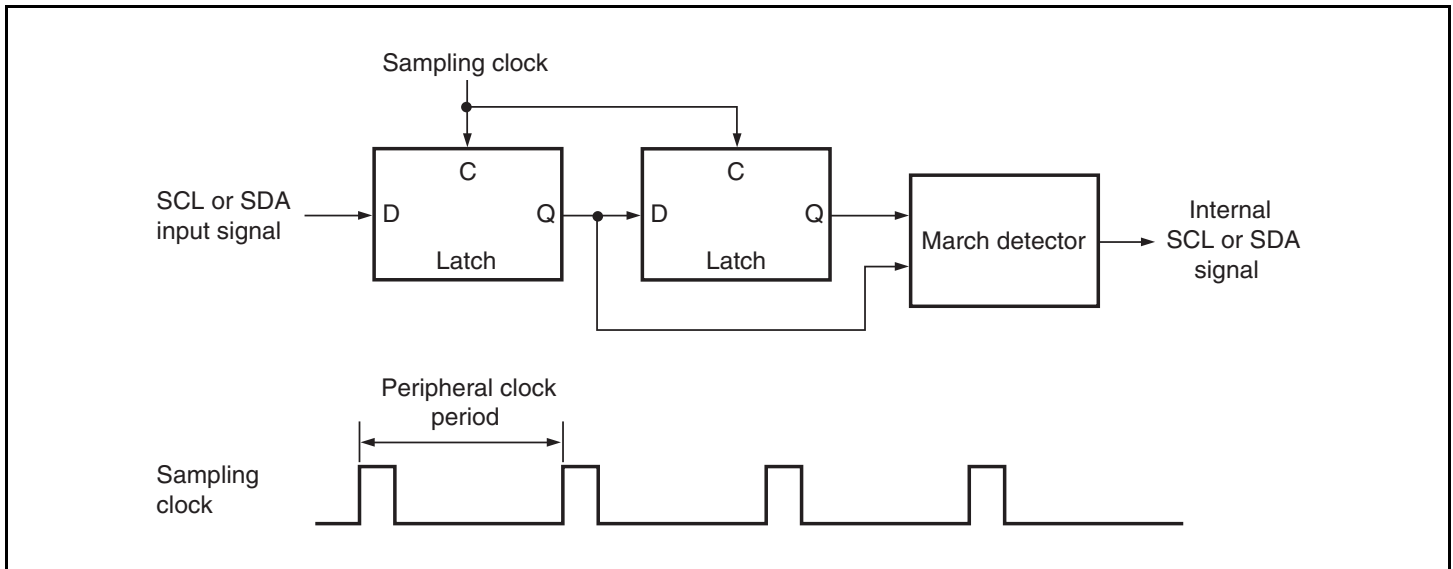 Sampling clock
C
C
SCL or SDA
input signal
D
Q
D
Q
Latch
Latch
March detector
Internal
SCL or SDA
signal
Peripheral clock
period
Sampling
clock